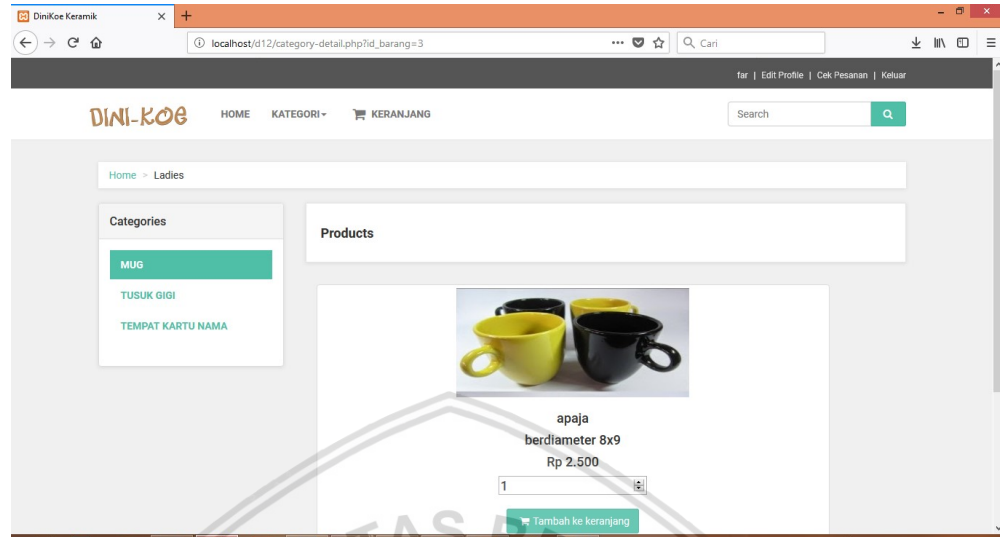 DiniKoe Keramik
localhost/d12/category-detail.php?id_barang=3
Cari
far | Edit Profile | Cek Pesanan | Keluar
DINI-KOE HOME KATEGORI KERANJANG Search
Home > Ladies
Categories
MUG
TUSUK GIGI
TEMPAT KARTU NAMA
Products
apaja
berdiameter 8x9
Rp 2.500
1
Tambah ke keranjang
TAS